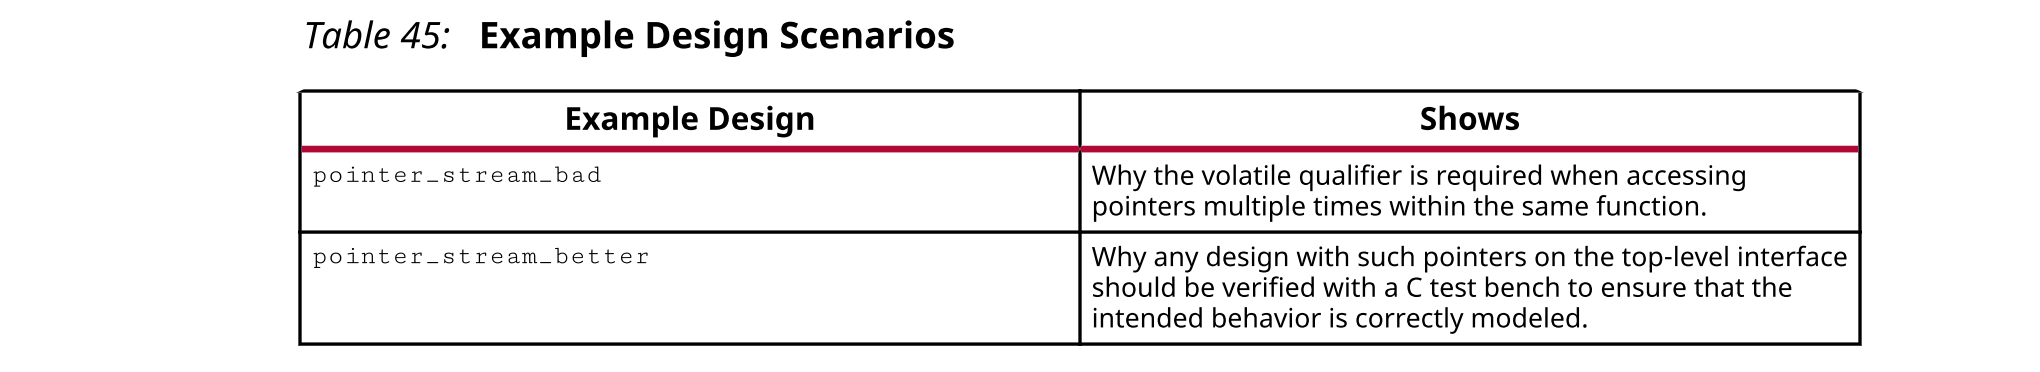 Table 45: Example Design Scenarios
Example Design
Shows
pointer_stream_bad
Why the volatile qualifier is required when accessing
pointers multiple times within the same function.
pointer_stream_better
Why any design with such pointers on the top-level interface
should be verified with a C test bench to ensure that the
intended behavior is correctly modeled.